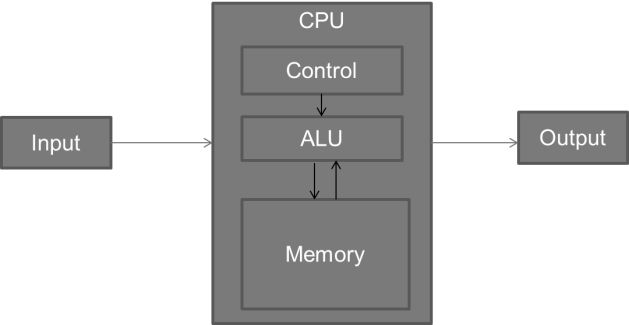 CPU
Control
Input
ALU
Output
Memory